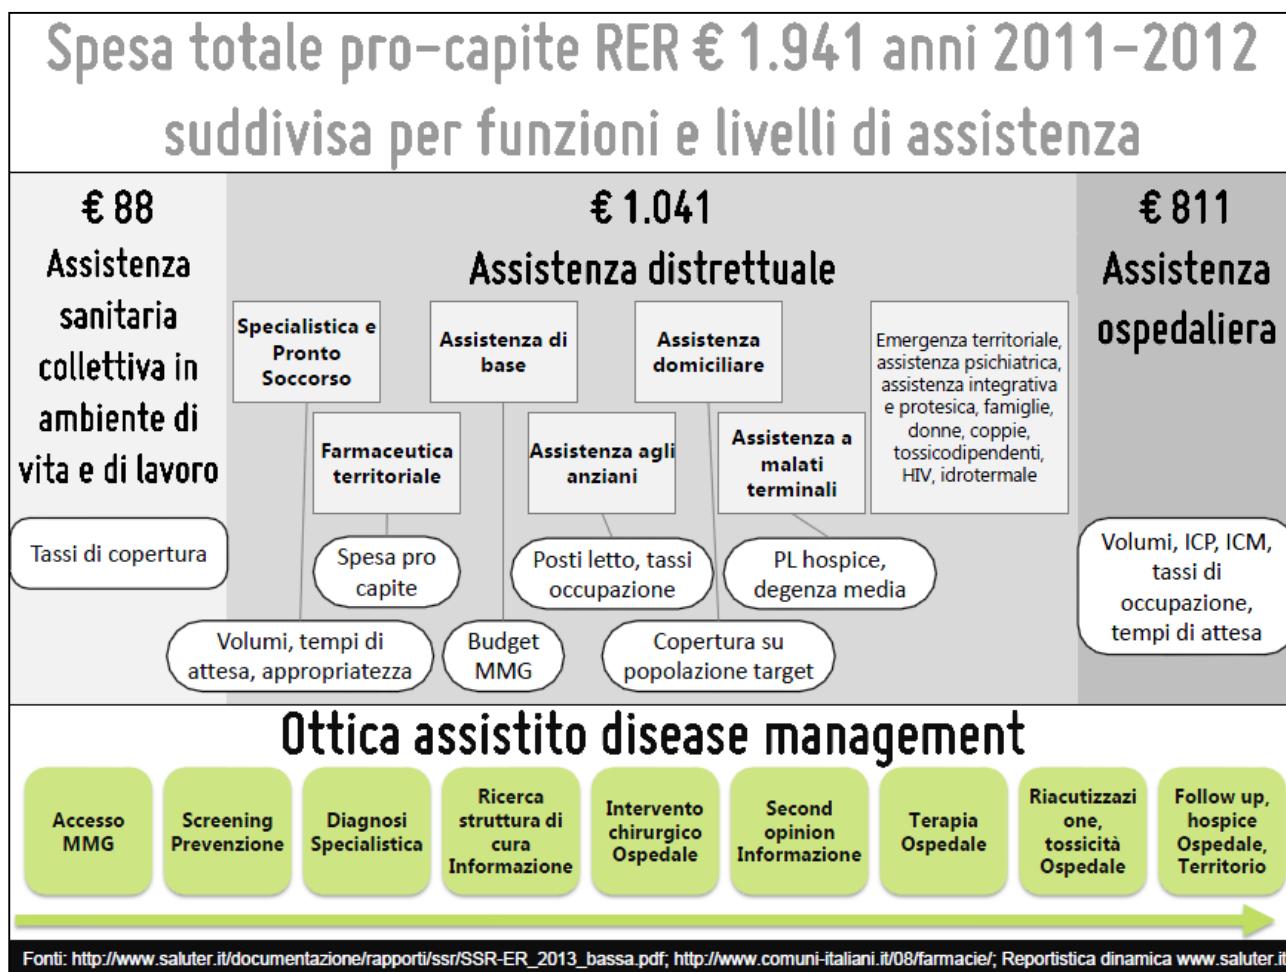 Spesa totale pro-capite RER € 1.941 anni 2011-2012
suddivisa per funzioni e livelli di assistenza
€ 88
Assistenza
sanitaria
collettiva in
ambiente di
vita e di lavoro
Tassi di copertura
€ 1.041
Assistenza distrettuale
Specialistica e
Pronto
Soccorso
Assistenza di
base
Assistenza
domiciliare
Emergenza territoriale,
assistenza psichiatrica,
assistenza integrativa
e protesica, famiglie,
donne, coppie,
tossicodipendenti,
HIV, idrotermale
Farmaceutica
territoriale
Assistenza agli
anziani
Assistenza a
malati
terminali
Spesa pro
capite
Posti letto, tassi
occupazione
PL hospice,
degenza media
Volumi, tempi di
attesa, appropriatezza
Budget
MMG
Copertura su
popolazione target
€ 811
Assistenza
ospedaliera
Volumi, ICP, ICM,
tassi di
occupazione,
tempi di attesa
Ottica assistito disease management
Accesso
MMG
Screening
Prevenzione
Diagnosi
Specialistica
Ricerca
struttura di
cura
Informazione
Intervento
chirurgico
Ospedale
Second
opinion
Informazione
Terapia
Ospedale
Riacutizzazi
one,
tossicità
Ospedale
Follow up,
hospice
Ospedale,
Territorio
Fonti: http://www.saluter.it/documentazione/rapporti/ssr/SSR-ER_2013_bassa.pdf; http://www.comuni-italiani.it/08/farmacie/; Reportistica dinamica www.saluter.it